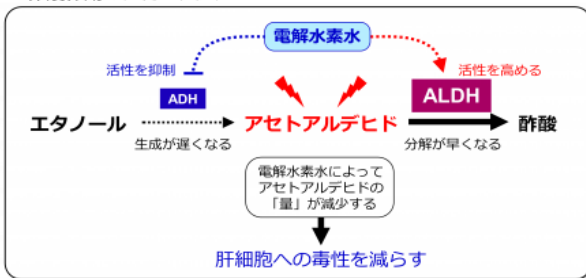 電解水素水
活性を抑制
活性を高める
ADH
ALDH
エタノール
アセトアルデヒド
酢酸
生成が遅くなる
分解が早くなる
電解水素水によって
アセトアルデヒドの
「量」が減少する
肝細胞への毒性を減らす